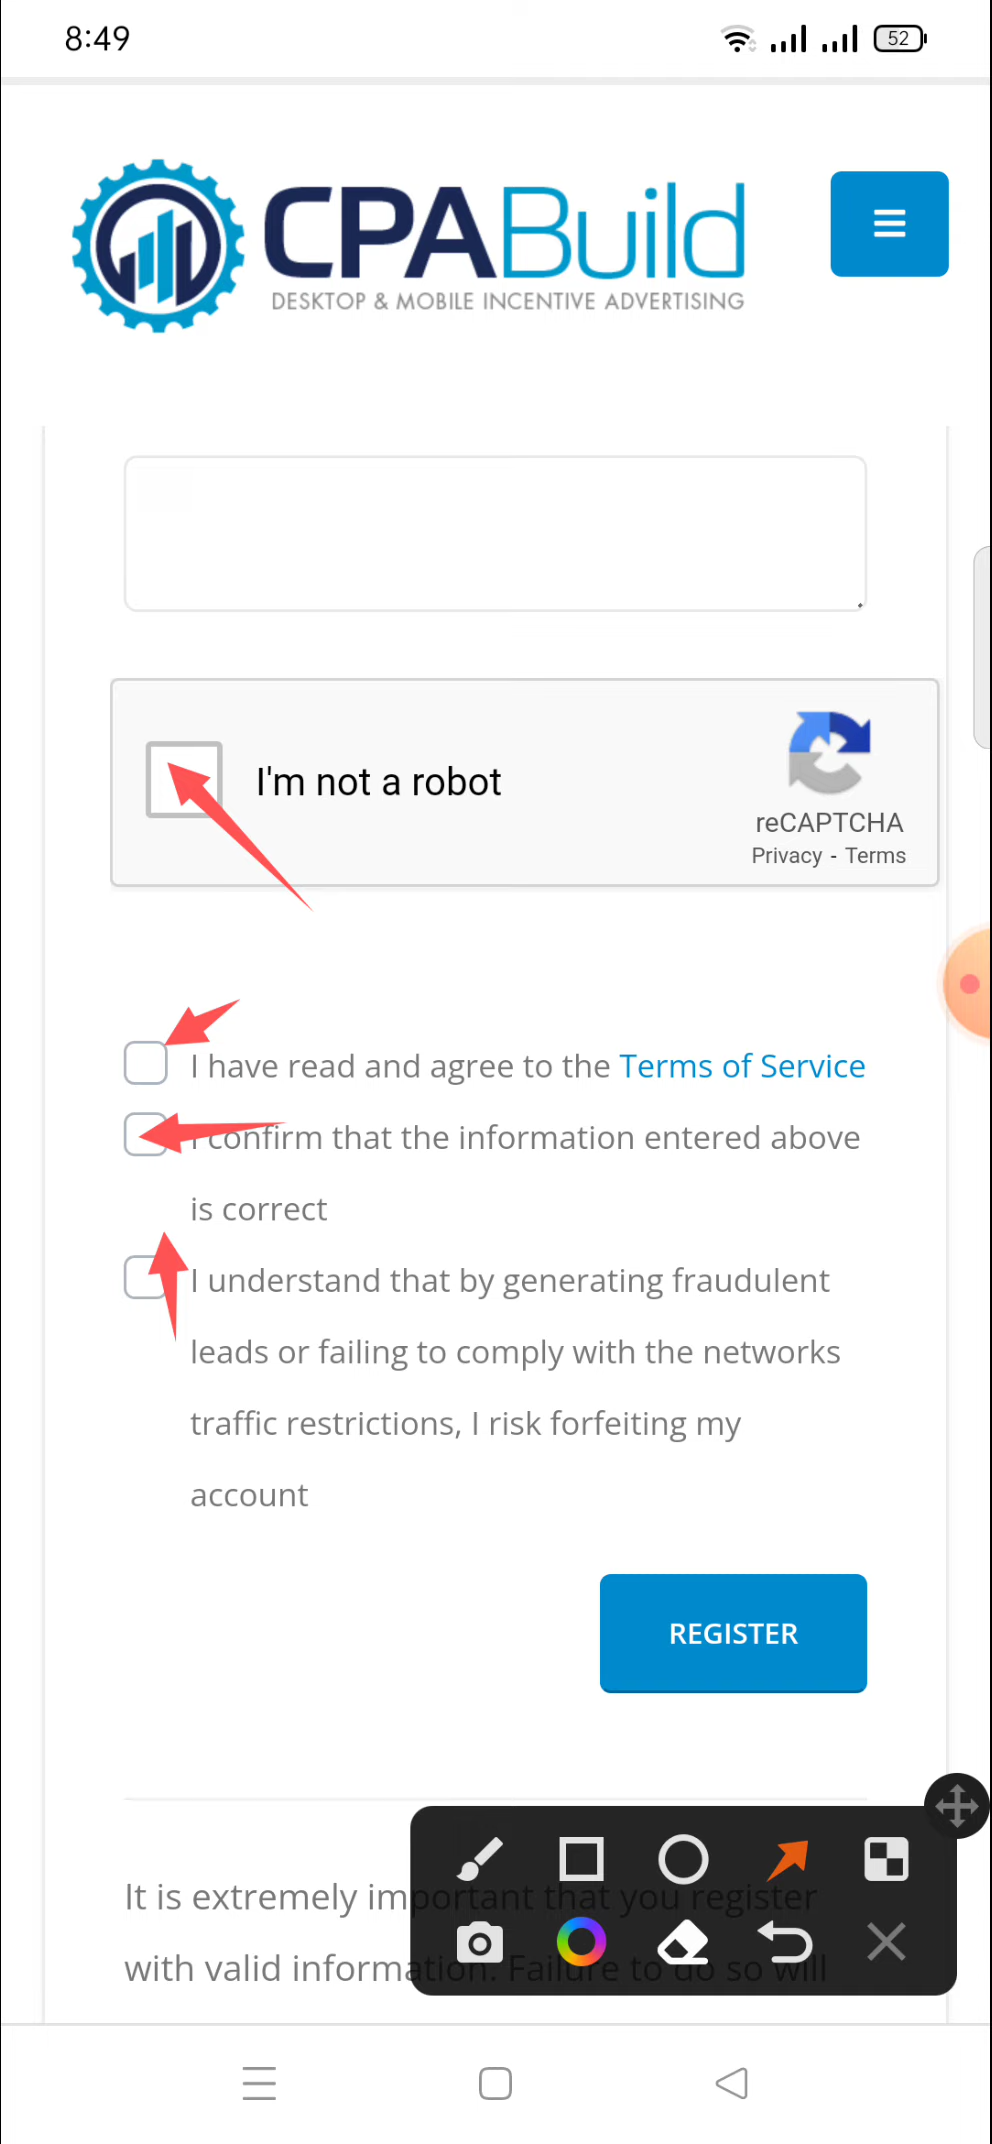 8:49
52
CPABuild
DESKTOP & MOBILE INCENTIVE ADVERTISING
I'm not a robot
reCAPTCHA
Privacy - Terms
I have read and agree to the Terms of Service
I confirm that the information entered above
is correct
I understand that by generating fraudulent
leads or failing to comply with the networks
traffic restrictions, I risk forfeiting my
account
REGISTER
It is extremely important that you register
with valid information. Failure to do so will